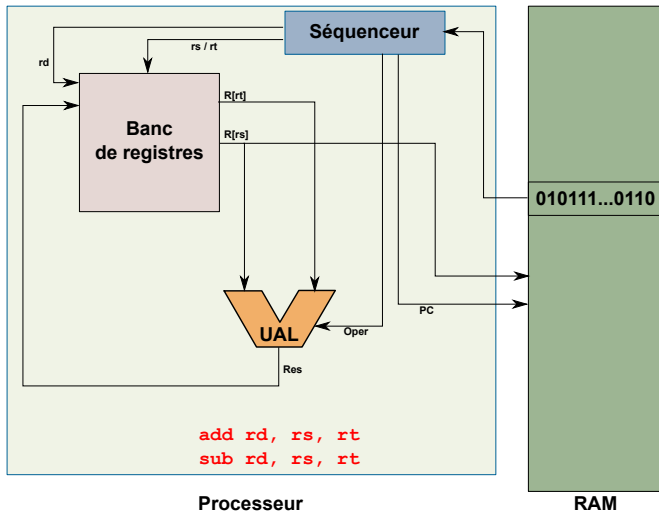 Séquenceur
rs / rt
rd
R[rt]
Banc
de registres
R[rs]
010111...0110
PC
UAL
Oper
Res
add rd, rs, rt
sub rd, rs, rt
Processeur
RAM